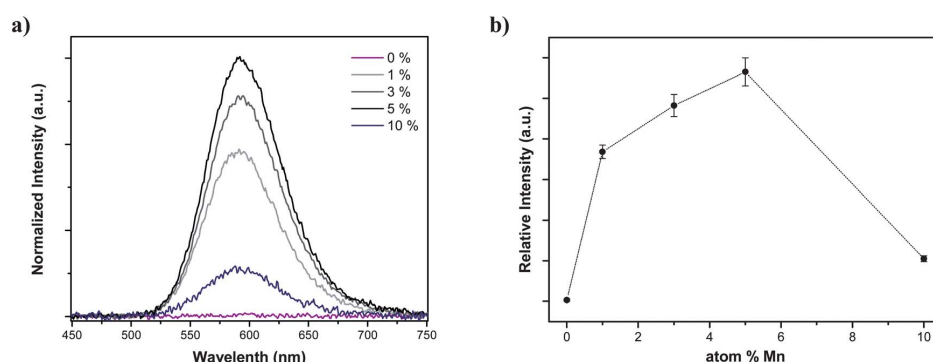 a)
Normalized Intensity (a.u.)
0 %
1 %
3 %
5 %
10 %
450 500 550 600 650 700 750
Wavelenth (nm)
b)
Relative Intensity (a.u.)
0 2 4 6 8 10
atom % Mn